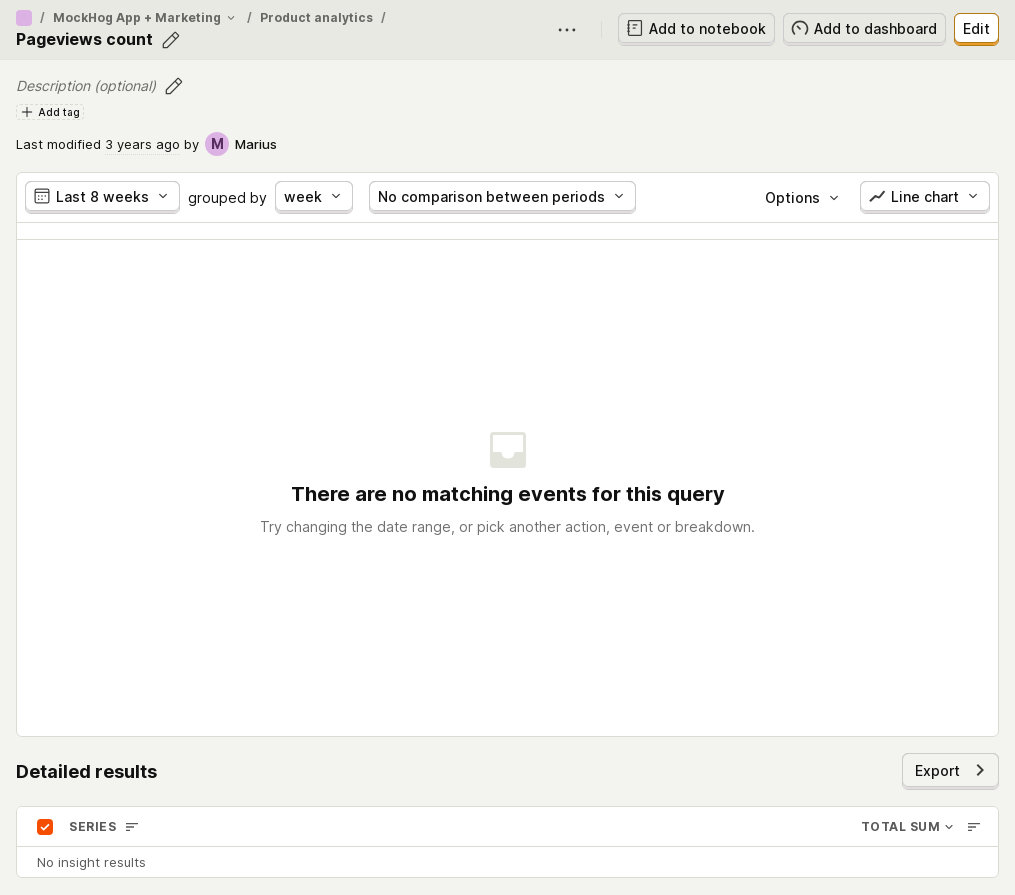 / MockHog App + Marketing / Product analytics /
Pageviews count
Add to notebook
Add to dashboard
Edit
Description (optional)
Add tag
Last modified 3 years ago by M Marius
Last 8 weeks grouped by week No comparison between periods Options Line chart
There are no matching events for this query
Try changing the date range, or pick another action, event or breakdown.
Detailed results
Export
SERIES TOTAL SUM
No insight results